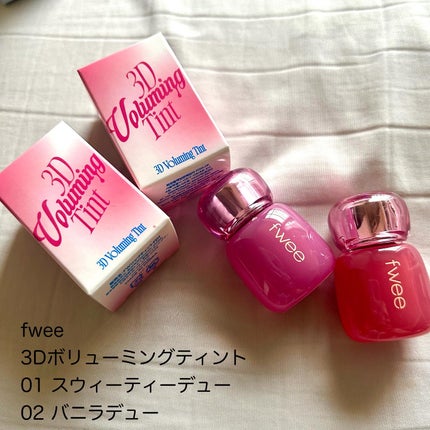 3D
Voluming
Tint
3D Voluming Tint
3D
Voluming
Tint
3D Voluming Tint
fwee
fwee
fwee
3Dボリューミングティント
01 スウィーティーデュー
02 バニラデュー